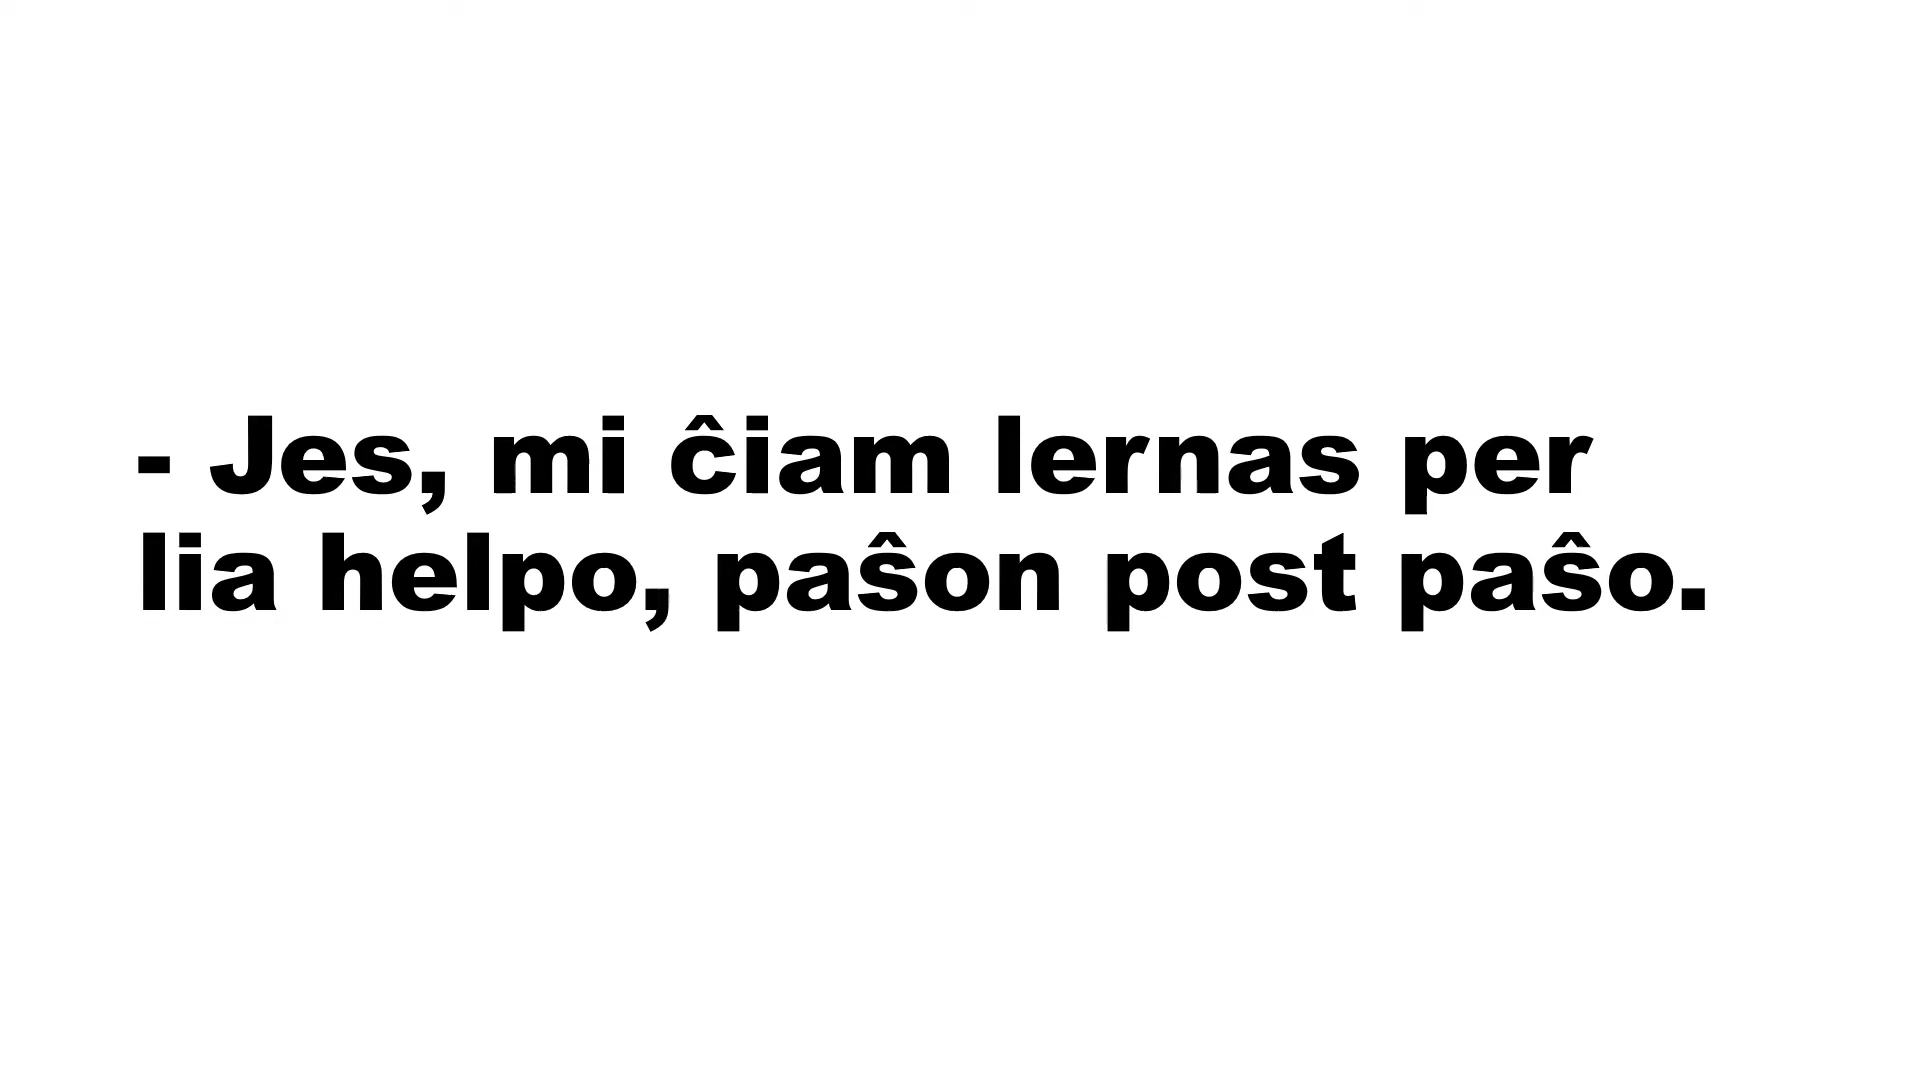 - Jes, mi ĉiam lernas per
lia helpo, paŝon post paŝo.